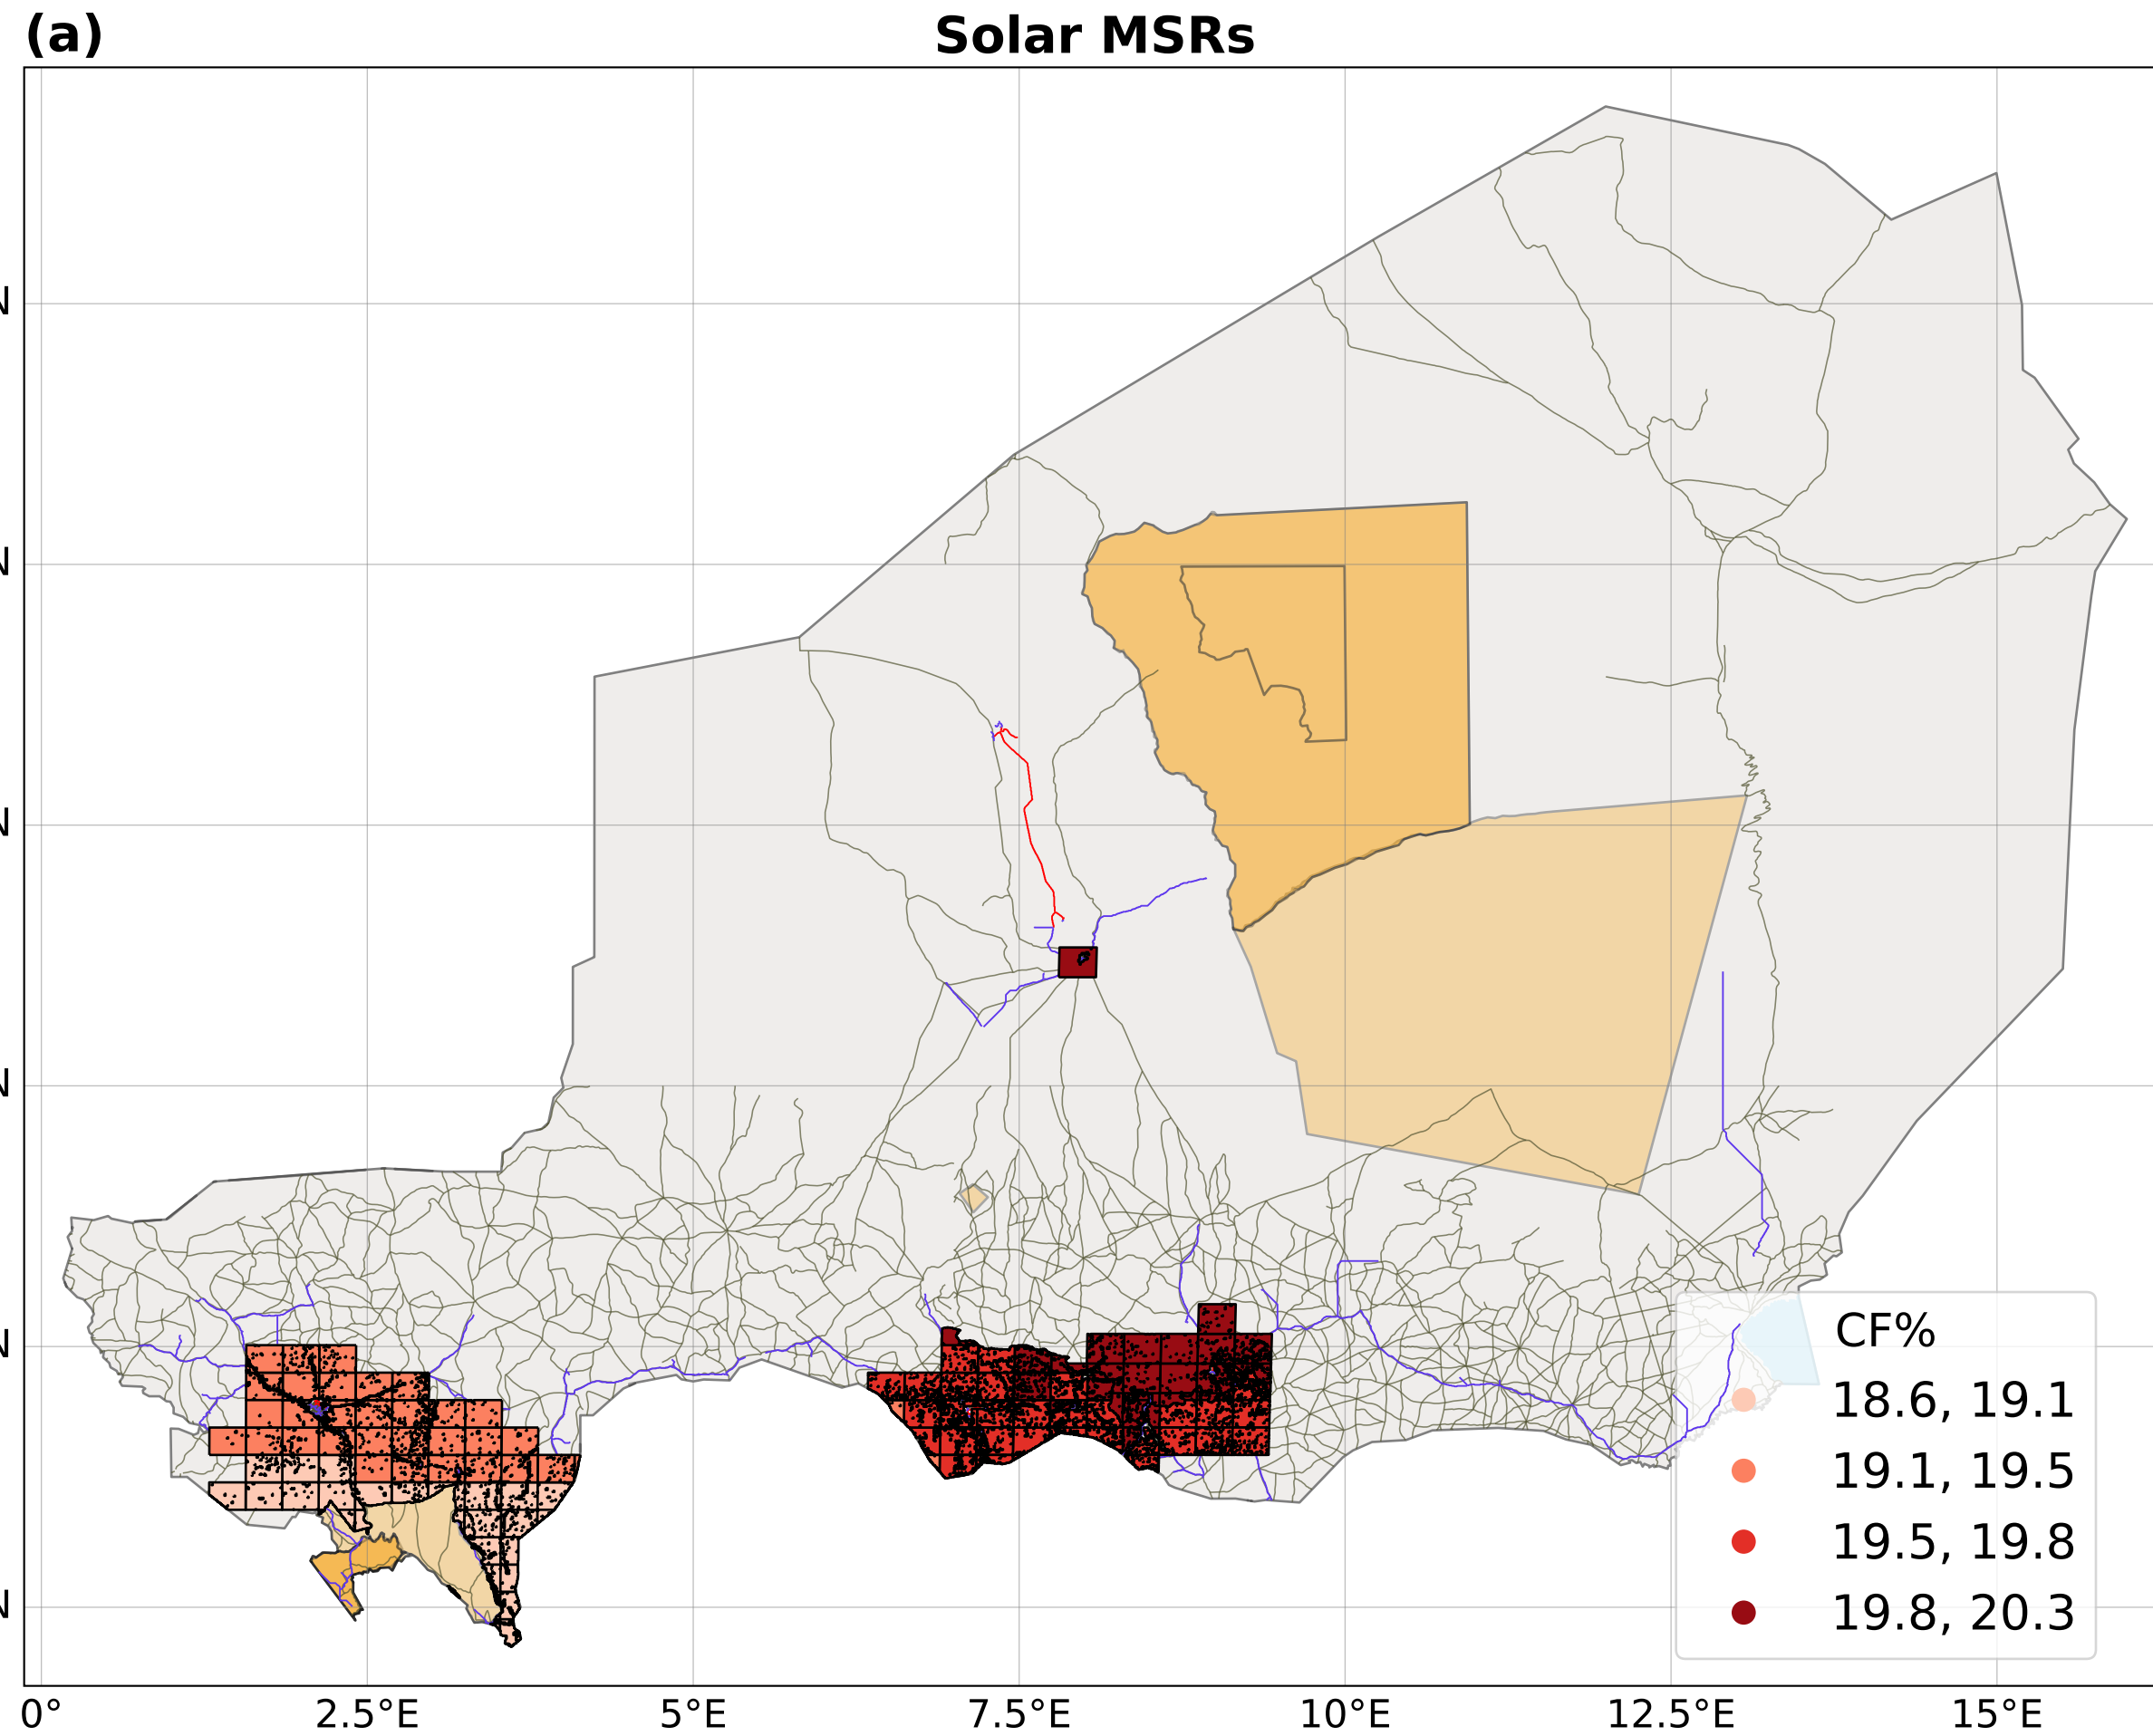 (a)
Solar MSRs
N
N
N
N
N
N
CF%
18.6, 19.1
19.1, 19.5
19.5, 19.8
19.8, 20.3
0° 2.5°E 5°E 7.5°E 10°E 12.5°E 15°E